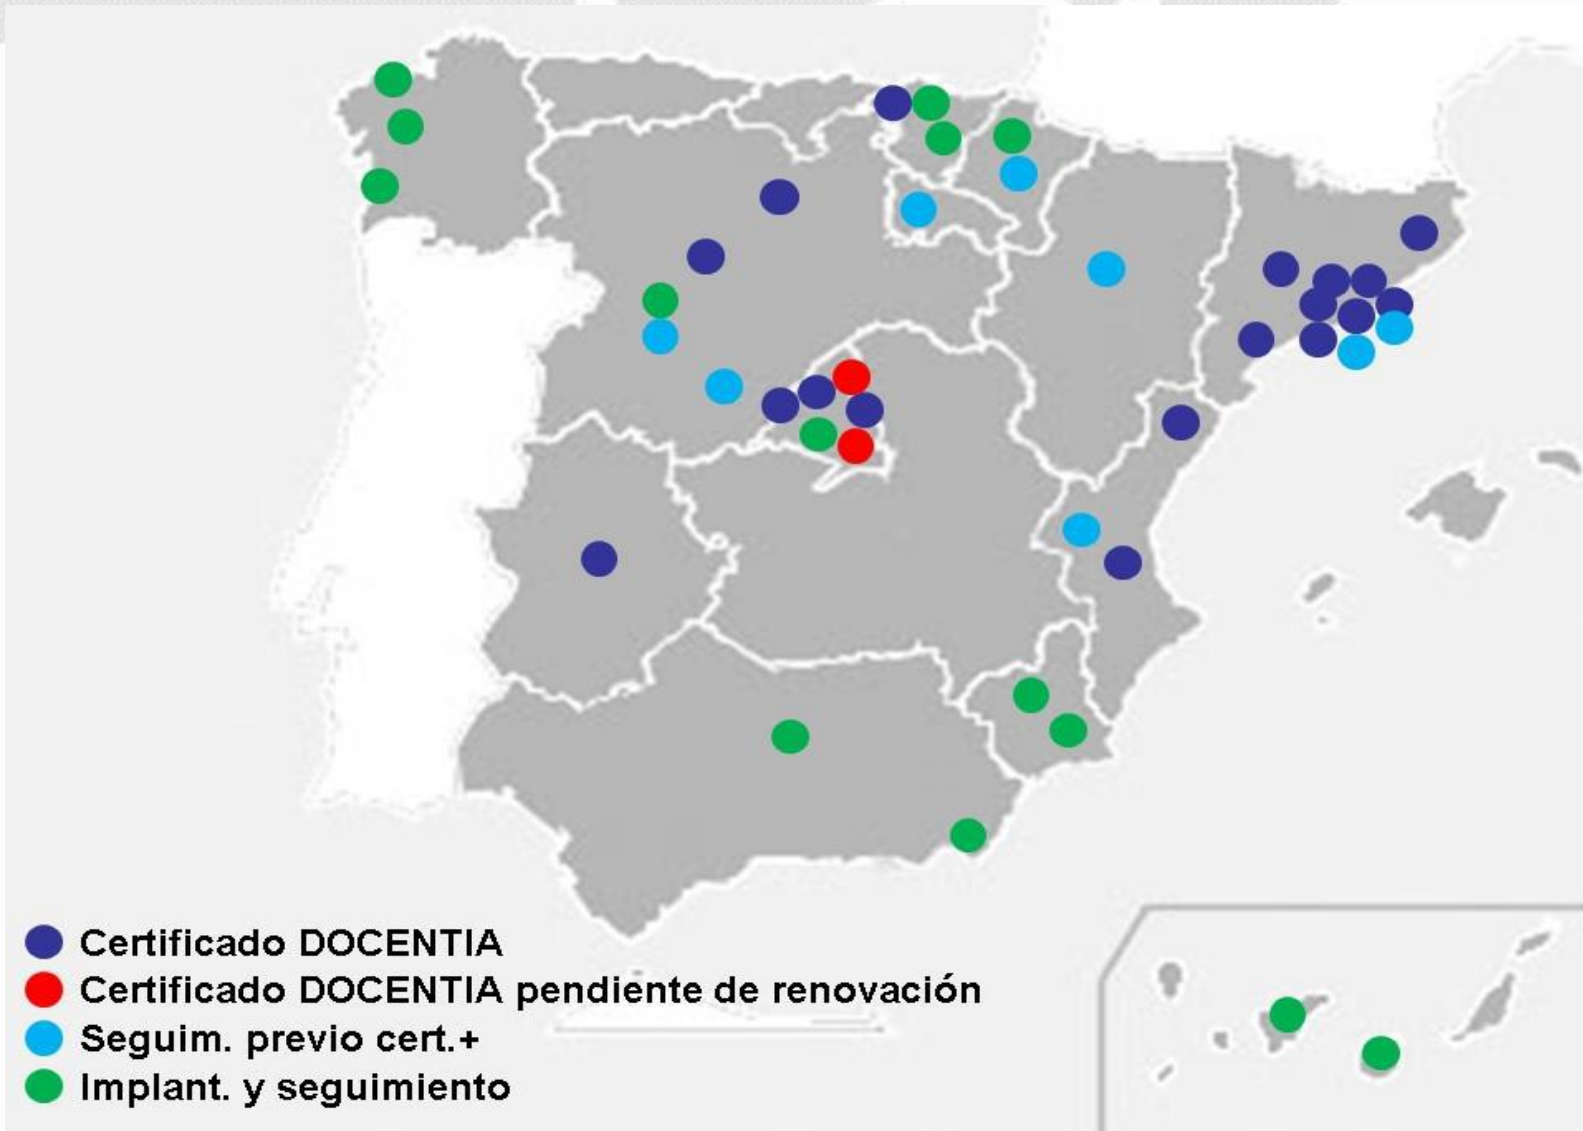 Certificado DOCENTIA
Certificado DOCENTIA pendiente de renovación
Seguim. previo cert.+
Implant. y seguimiento